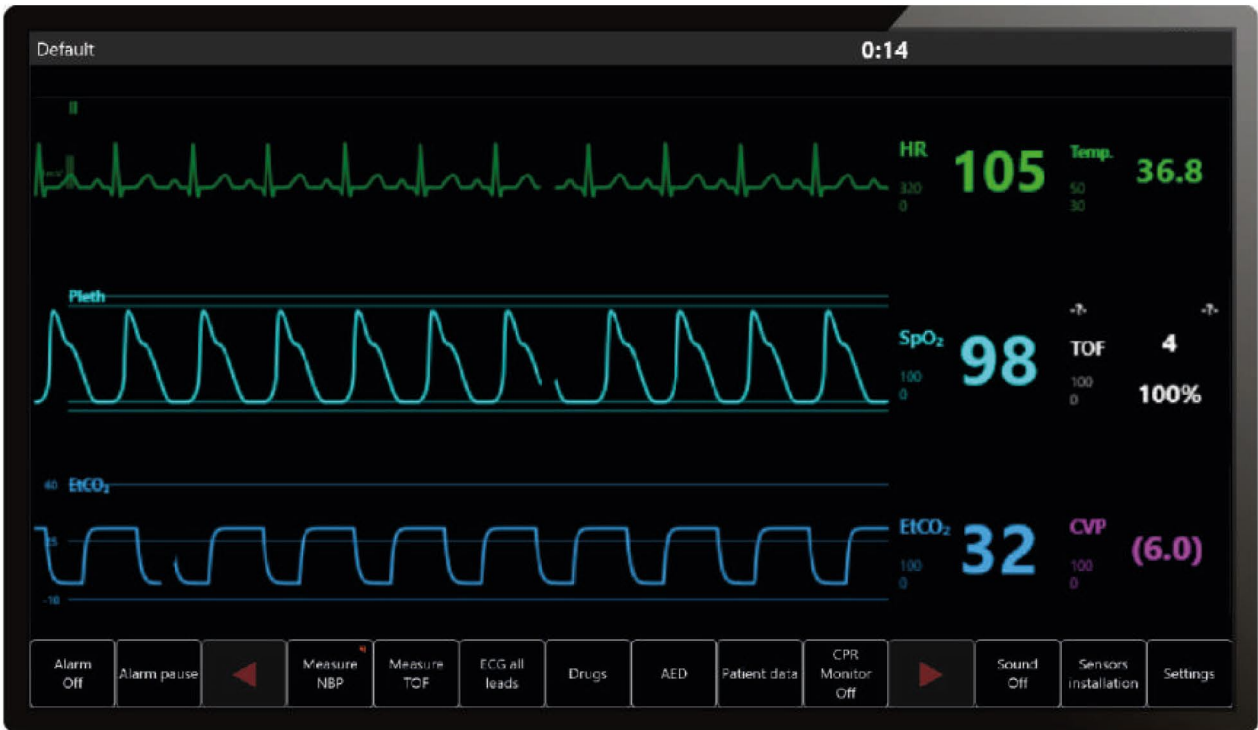 Default
0:14
II
1mV
HR
320
0
105
Temp.
50
30
36.8
Pleth
SpO₂
100
0
98
-?-
-?-
TOF
100
0
4
100%
60
EtCO₂
25
-10
EtCO₂
100
0
32
CVP
100
0
(6.0)
Alarm
Off
Alarm pause
Measure
NBP
Measure
TOF
ECG all
leads
Drugs
AED
Patient data
CPR
Monitor
Off
Sound
Off
Sensors
installation
Settings